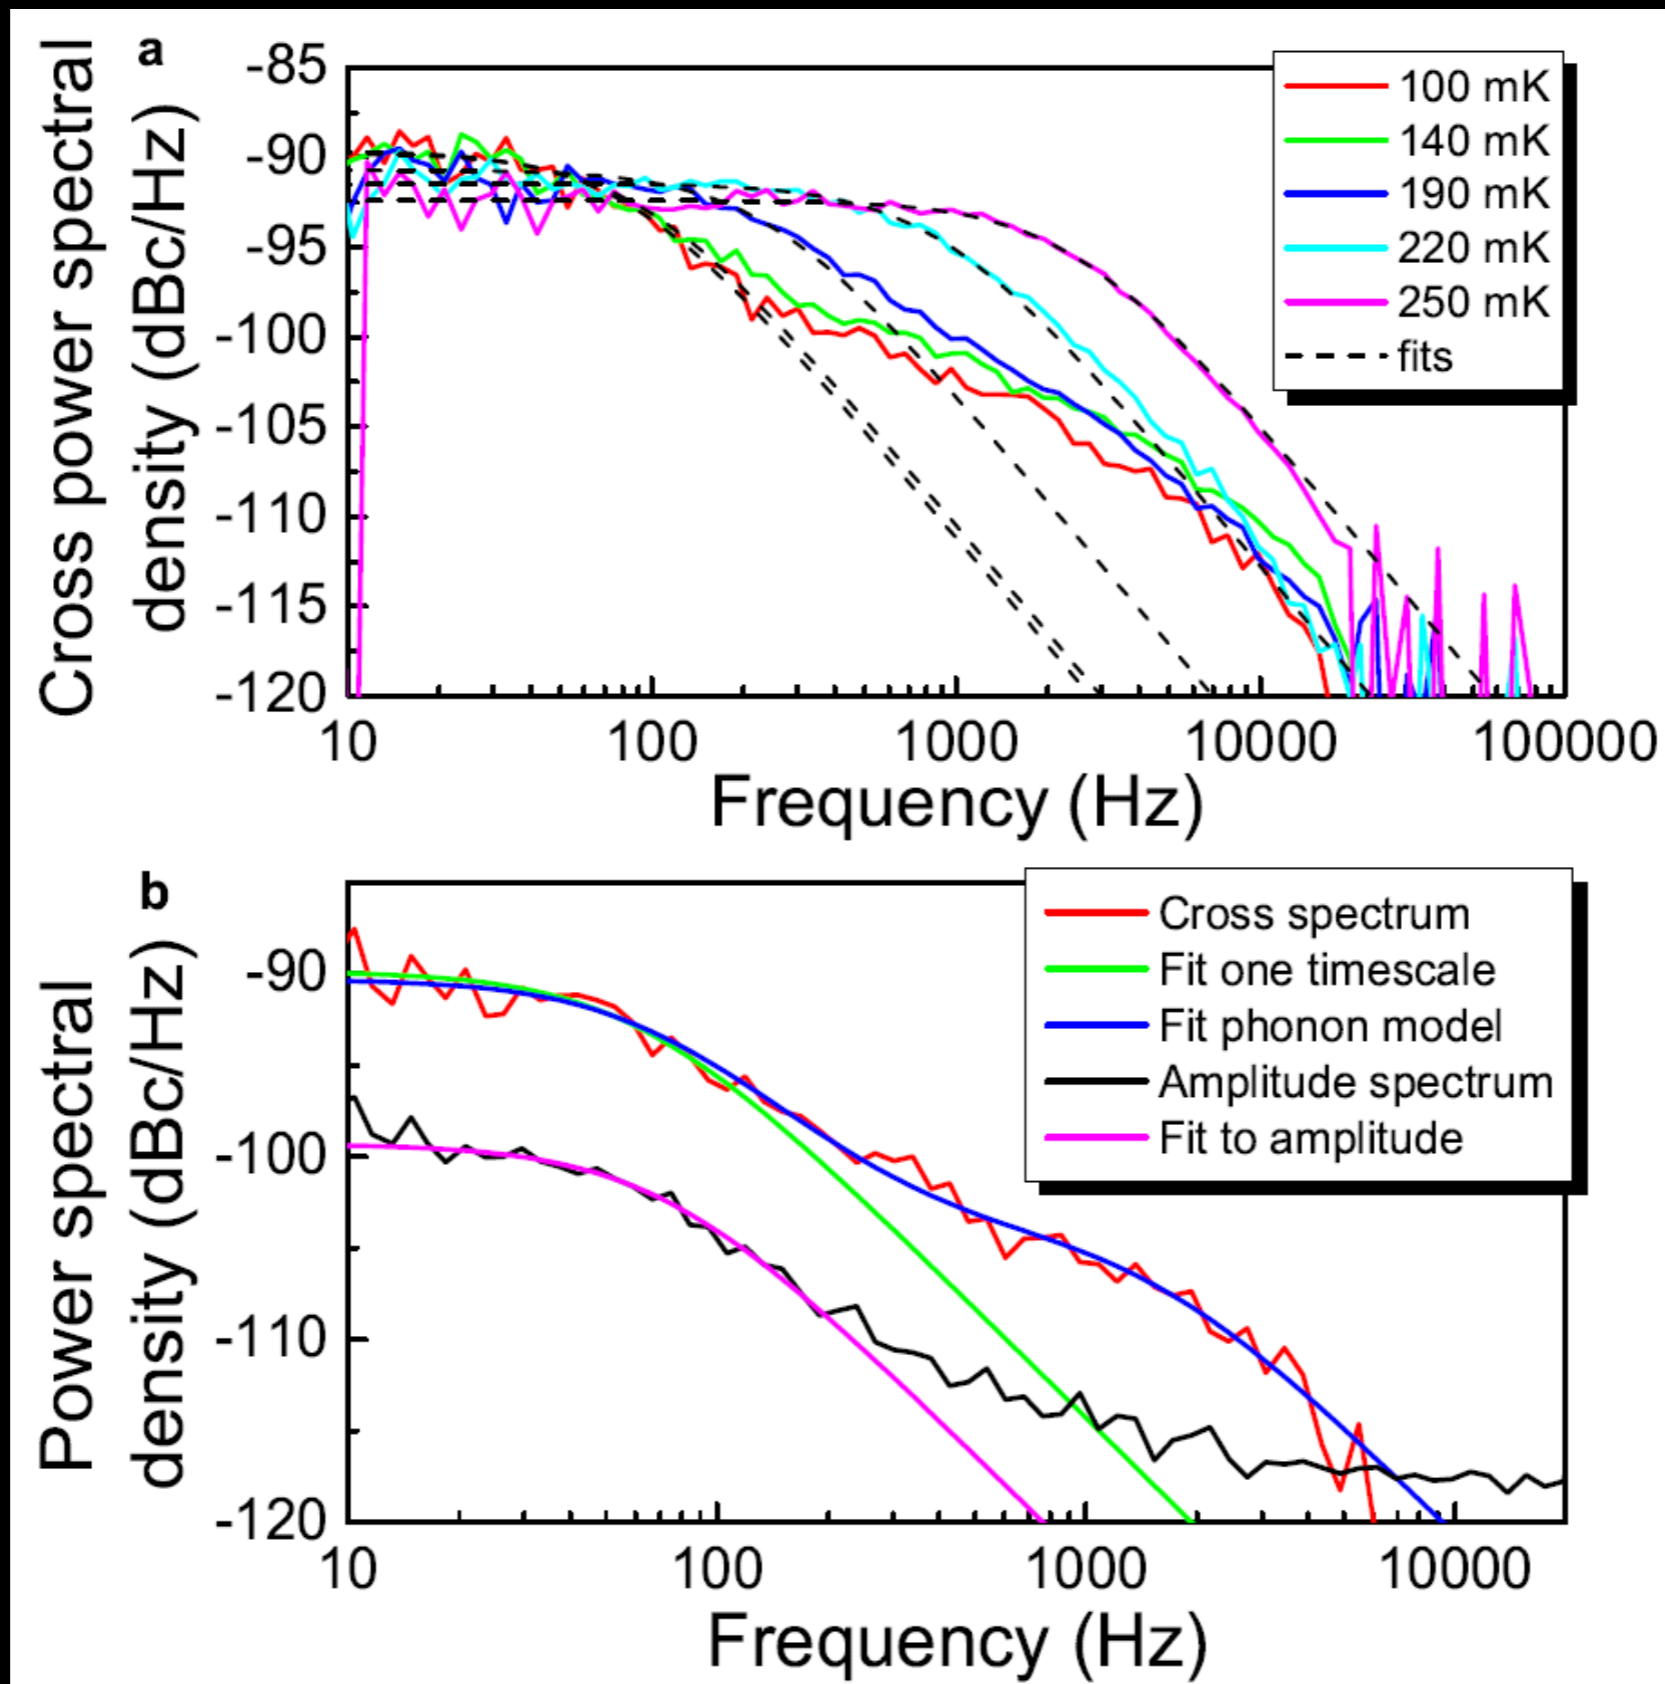 a
Cross power spectral
density (dBc/Hz)
-85
-90
-95
-100
-105
-110
-115
-120
100 mK
140 mK
190 mK
220 mK
250 mK
fits
10
100
1000
10000
100000
Frequency (Hz)
b
Power spectral
density (dBc/Hz)
-90
-100
-110
-120
Cross spectrum
Fit one timescale
Fit phonon model
Amplitude spectrum
Fit to amplitude
10
100
1000
10000
Frequency (Hz)